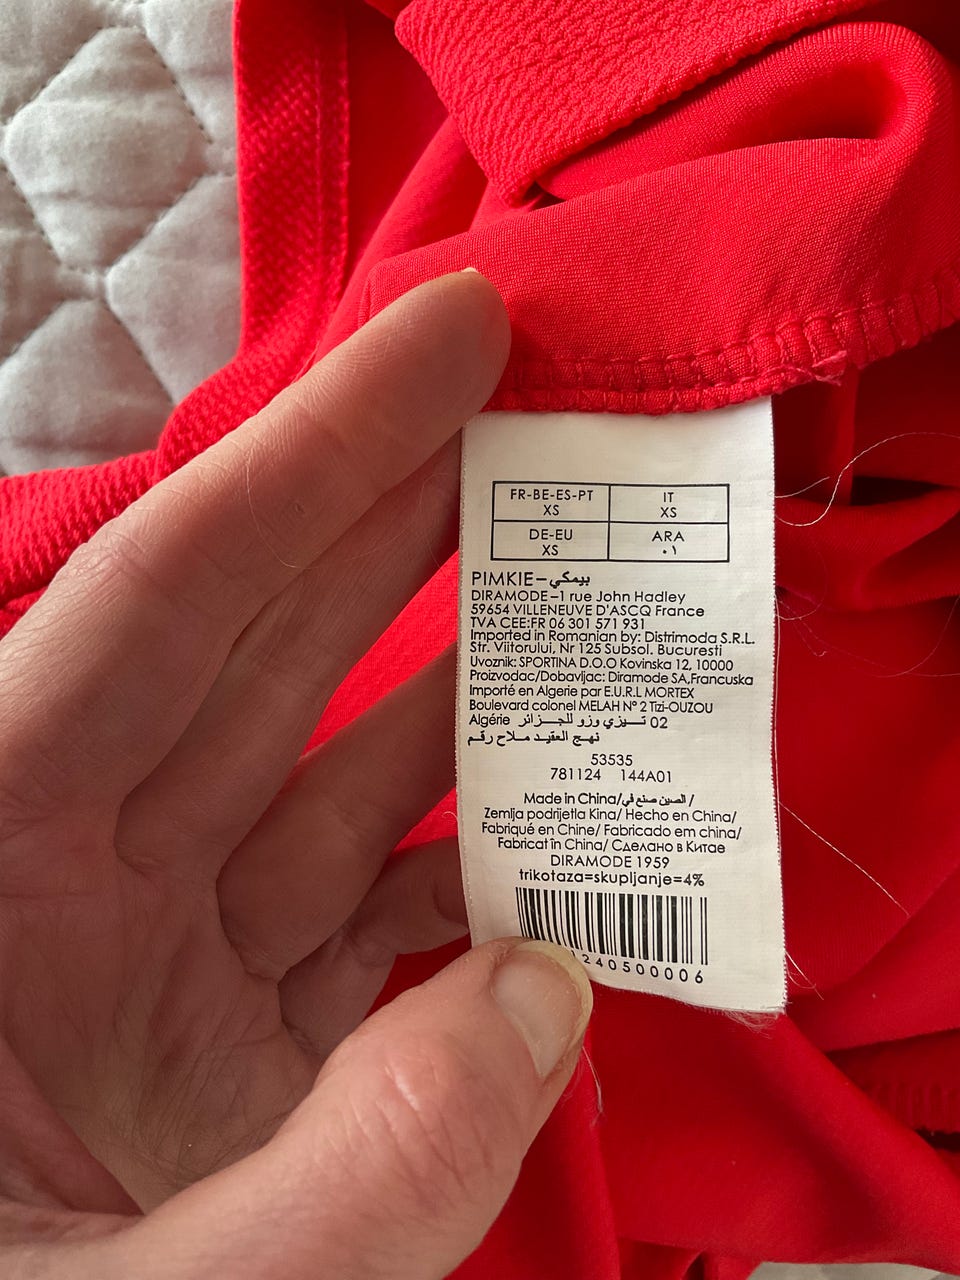 FR-BE-ES-PT
XS
IT
XS
DE-EU
XS
ARA
٠١
PIMKIE–بيمكي
DIRAMODE–1 rue John Hadley
59654 VILLENEUVE D'ASCQ France
TVA CEE:FR 06 301 571 931
Imported in Romanian by: Distrimoda S.R.L.
Str. Viitorului, Nr 125 Subsol. Bucuresti
Uvoznik: SPORTINA D.O.O Kovinska 12, 10000
Proizvodac/Dobavljac: Diramode SA,Francuska
Importé en Algerie par E.U.R.L MORTEX
Boulevard colonel MELAH N° 2 Tizi-OUZOU
Algérie 02 تيزي وزو للجزائر
نهج العقيد ملاح رقم
53535
781124 144A01
Made in China/الصين صنع في /
Zemlja podrijetla Kina/ Hecho en China/
Fabriqué en Chine/ Fabricado em china/
Fabricat în China/ Сделано в Китае
DIRAMODE 1959
trikotaza=skupljanje=4%
240500006